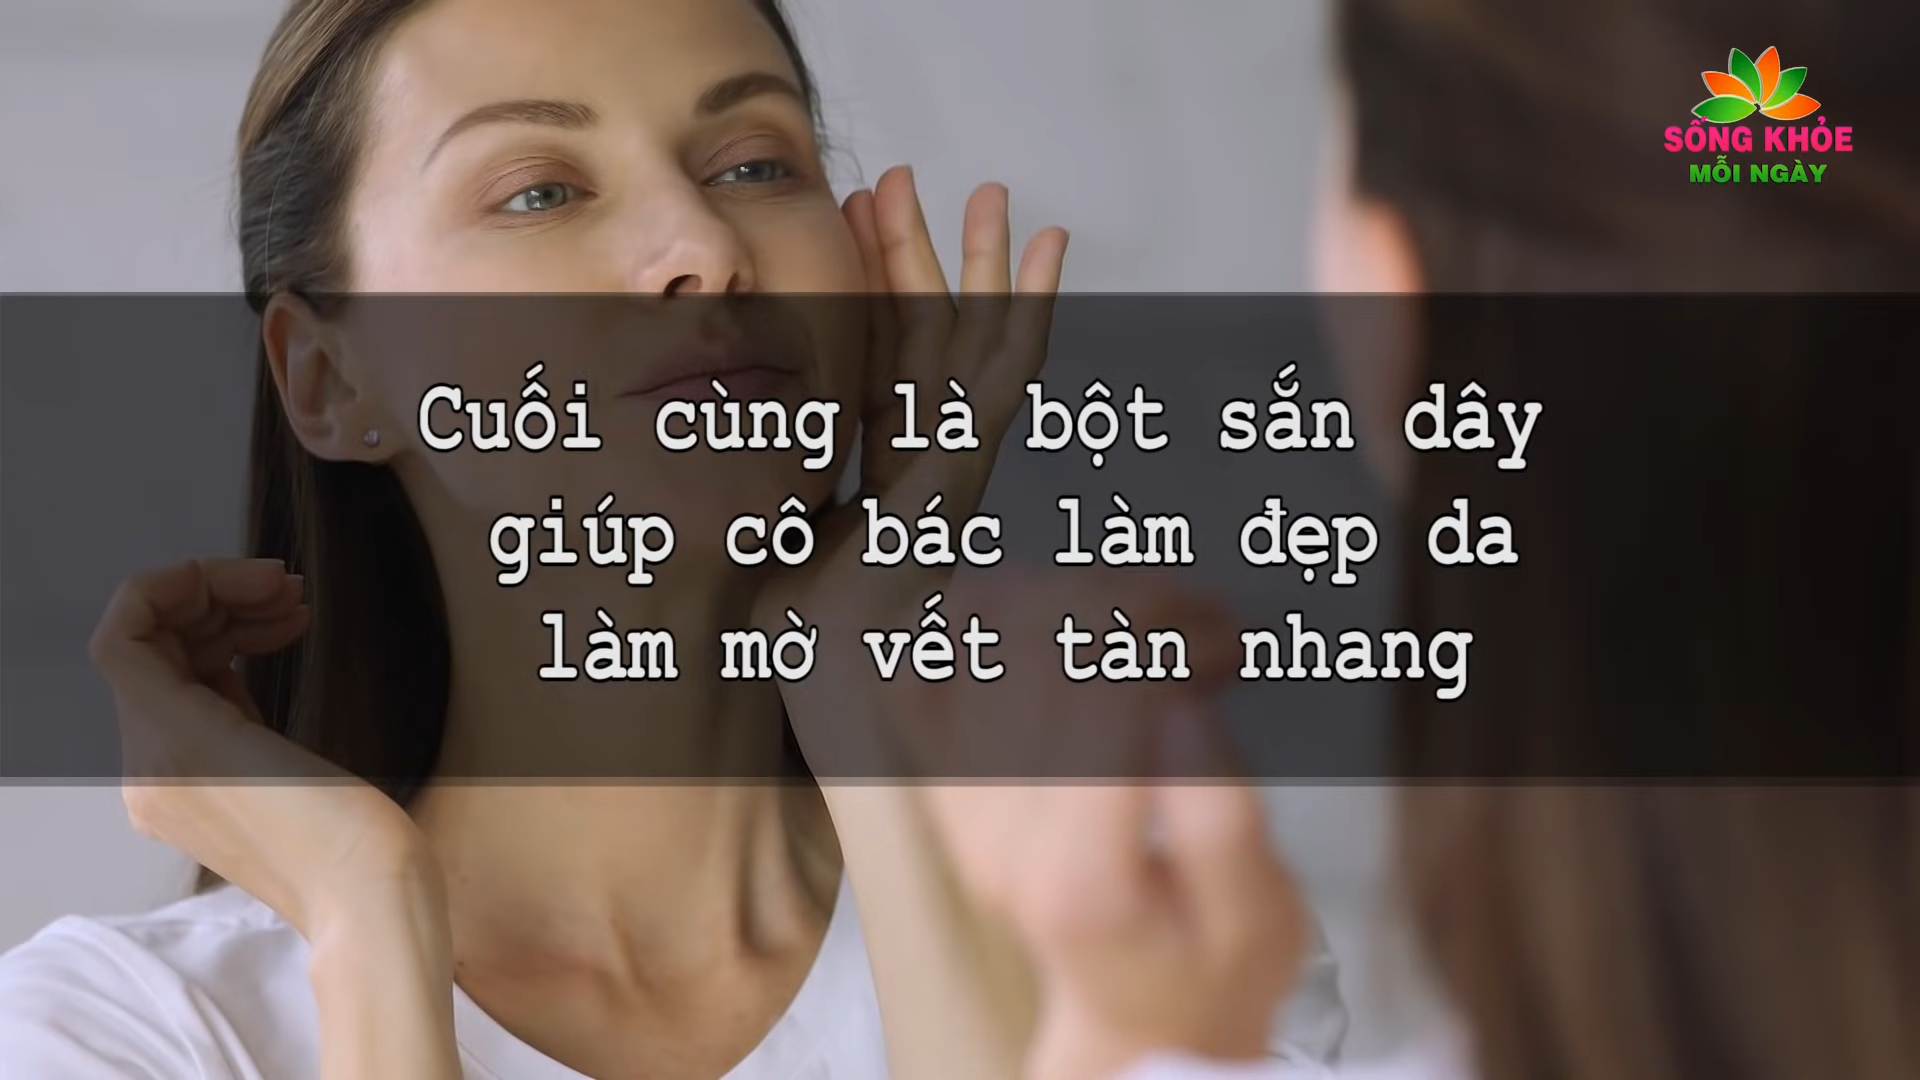 SỐNG KHỎE
MỖI NGÀY
Cuối cùng là bột sắn dây
giúp cô bác làm đẹp da
làm mờ vết tàn nhang